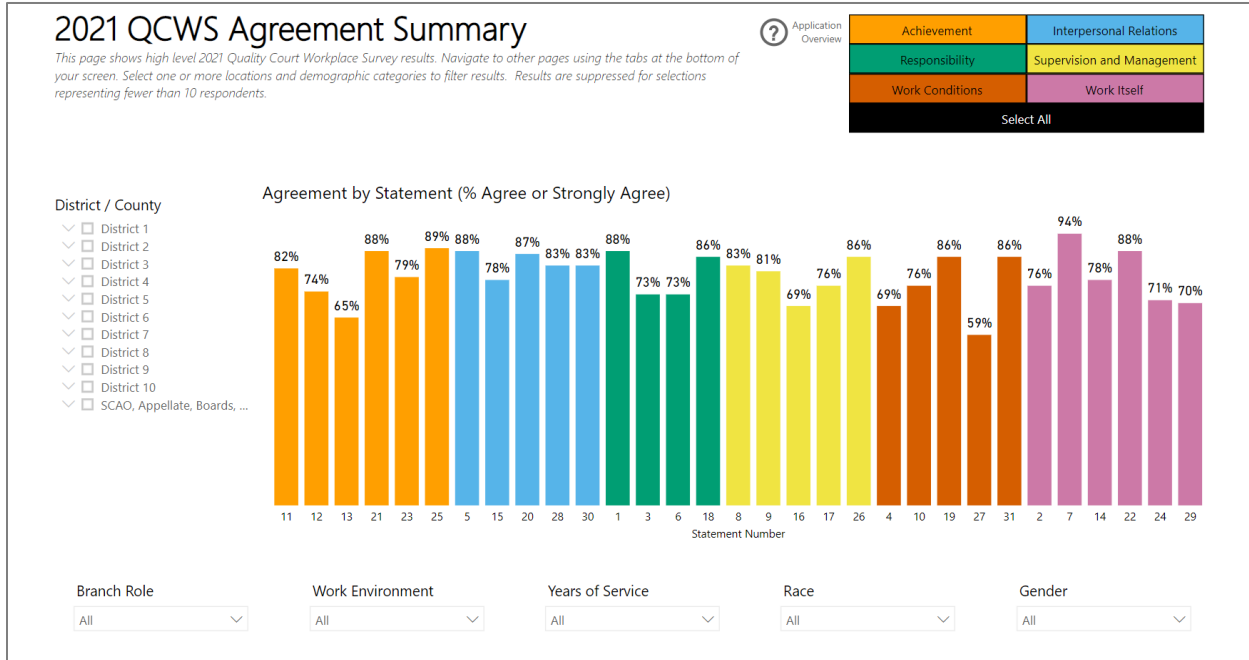 2021 QCWS Agreement Summary
This page shows high level 2021 Quality Court Workplace Survey results. Navigate to other pages using the tabs at the bottom of
your screen. Select one or more locations and demographic categories to filter results. Results are suppressed for selections
representing fewer than 10 respondents.
?
Application
Overview
Achievement
Interpersonal Relations
Responsibility
Supervision and Management
Work Conditions
Work Itself
Select All
District / County
District 1
District 2
District 3
District 4
District 5
District 6
District 7
District 8
District 9
District 10
SCAO, Appellate, Boards, ...
Agreement by Statement (% Agree or Strongly Agree)
82% 74% 65% 88% 79% 89% 88% 78% 87% 83% 83% 88% 73% 73% 86% 83% 81% 69% 76% 86% 69% 76% 86% 59% 86% 76% 94% 78% 88% 71% 70%
11 12 13 21 23 25 5 15 20 28 30 1 3 6 18 8 9 16 17 26 4 10 19 27 31 2 7 14 22 24 29
Statement Number
Branch Role
All
Work Environment
All
Years of Service
All
Race
All
Gender
All